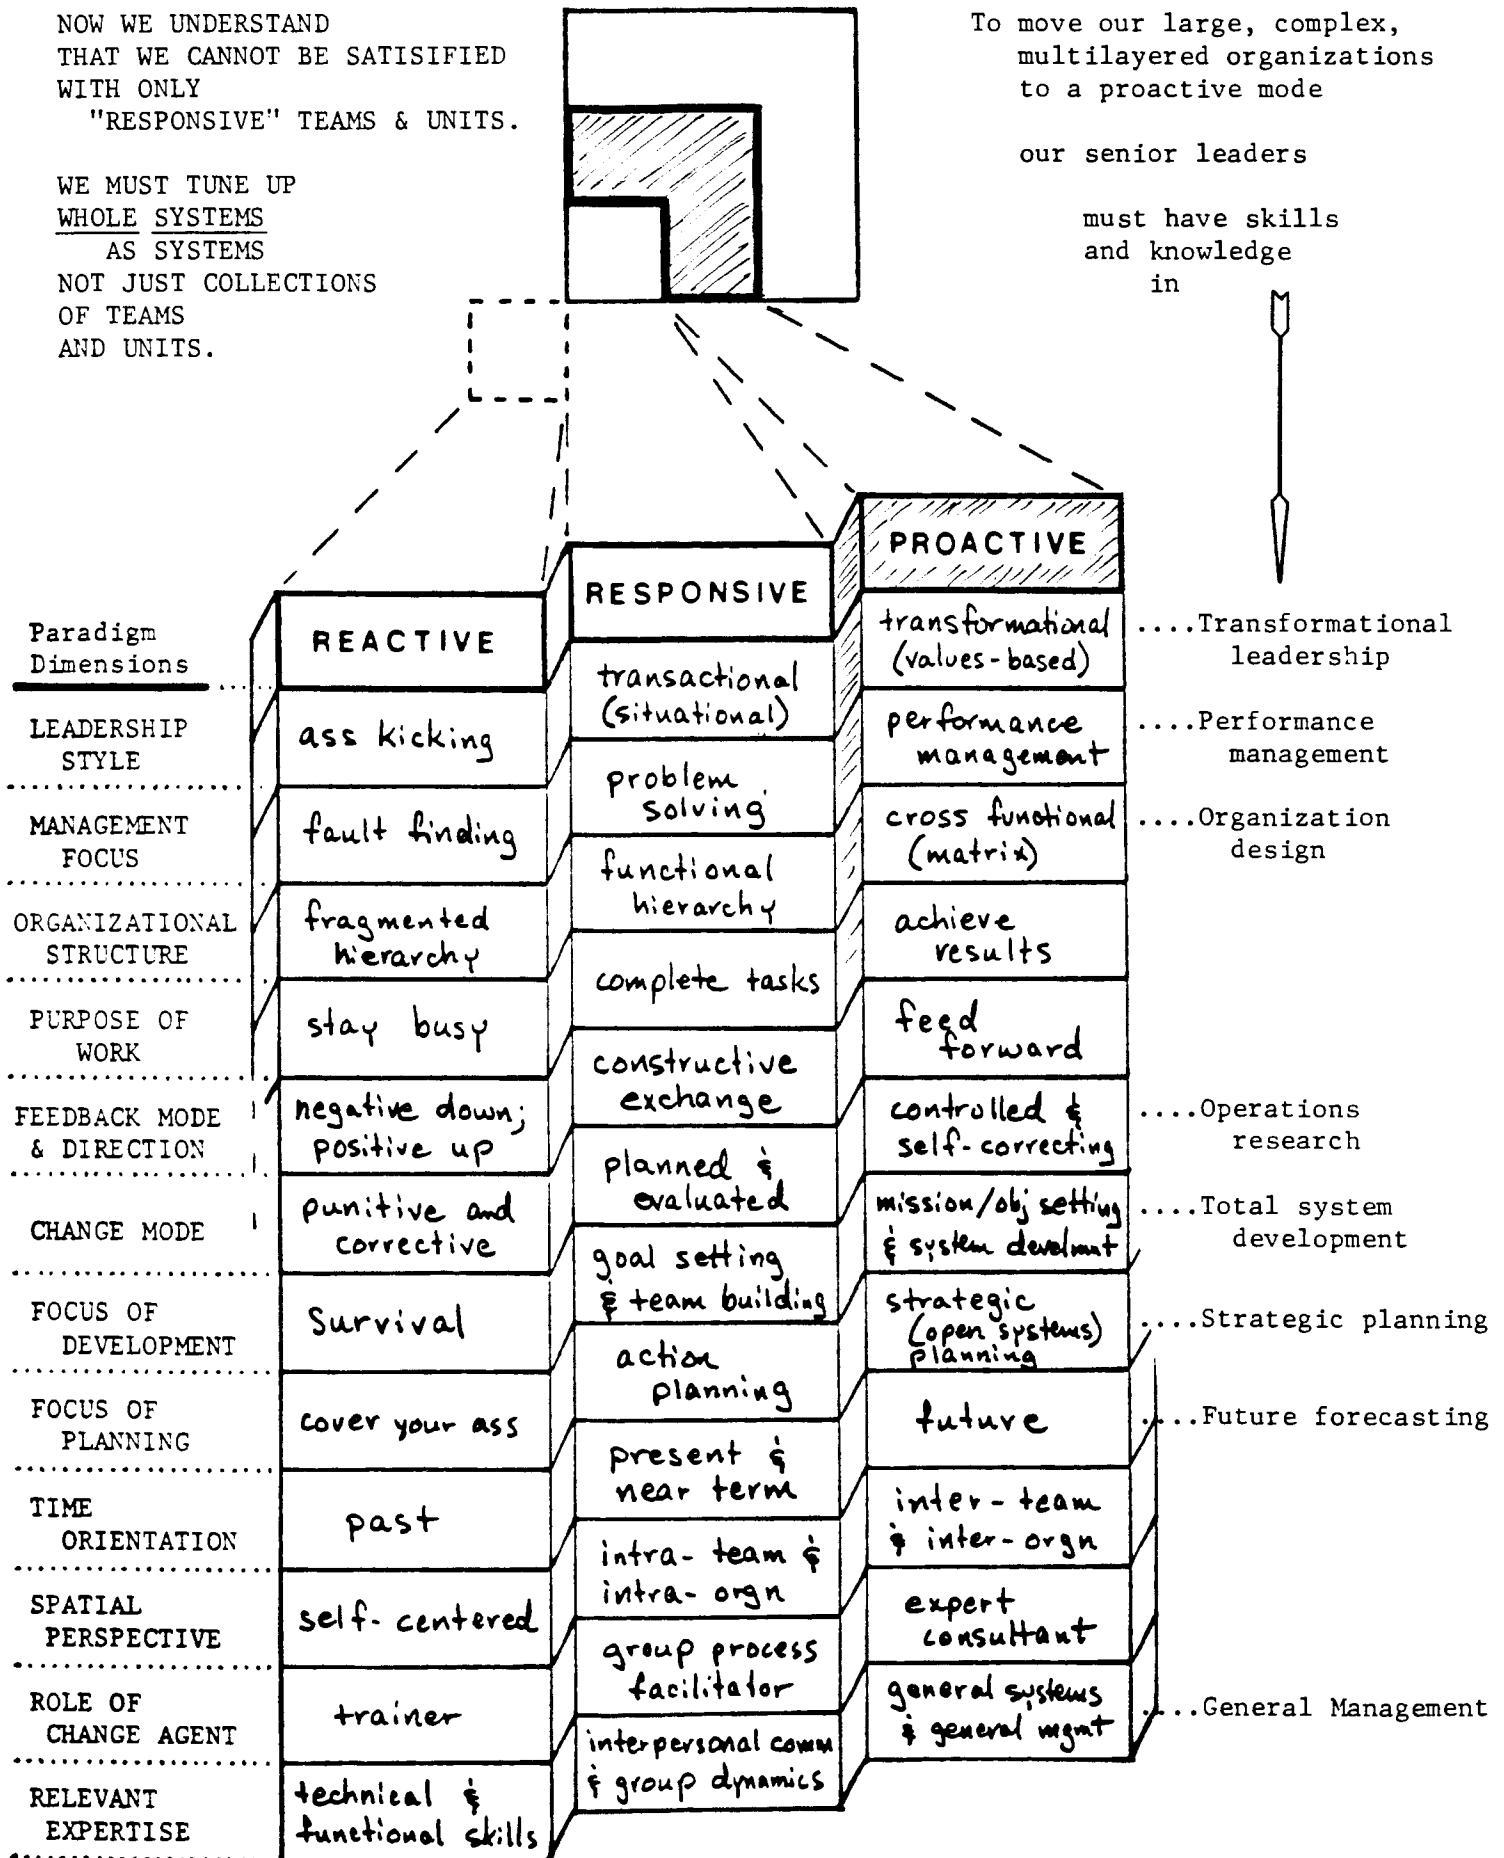 NOW WE UNDERSTAND
THAT WE CANNOT BE SATISIFIED
WITH ONLY
"RESPONSIVE" TEAMS & UNITS.
WE MUST TUNE UP
WHOLE SYSTEMS
AS SYSTEMS
NOT JUST COLLECTIONS
OF TEAMS
AND UNITS.
To move our large, complex,
multilayered organizations
to a proactive mode
our senior leaders
must have skills
and knowledge
in
Paradigm
Dimensions
LEADERSHIP
STYLE
MANAGEMENT
FOCUS
ORGANIZATIONAL
STRUCTURE
PURPOSE OF
WORK
FEEDBACK MODE
& DIRECTION
CHANGE MODE
FOCUS OF
DEVELOPMENT
FOCUS OF
PLANNING
TIME
ORIENTATION
SPATIAL
PERSPECTIVE
ROLE OF
CHANGE AGENT
RELEVANT
EXPERTISE
REACTIVE
ass kicking
fault finding
fragmented
hierarchy
stay busy
negative down;
positive up
punitive and
corrective
Survival
cover your ass
past
self-centered
trainer
technical &
functional skills
RESPONSIVE
transactional
(situational)
problem
solving
functional
hierarchy
complete tasks
constructive
exchange
planned &
evaluated
goal setting
& team building
action
planning
present &
near term
intra-team &
intra-orgn
group process
facilitator
interpersonal comm
& group dynamics
PROACTIVE
transformational
(values-based)
performance
management
cross functional
(matrix)
achieve
results
feed
forward
controlled &
self-correcting
mission/obj setting
& system develmnt
strategic
(open systems)
planning
future
inter-team
& inter-orgn
expert
consultant
general systems
& general mgmt
....Transformational
leadership
....Performance
management
....Organization
design
....Operations
research
....Total system
development
....Strategic planning
....Future forecasting
....General Management